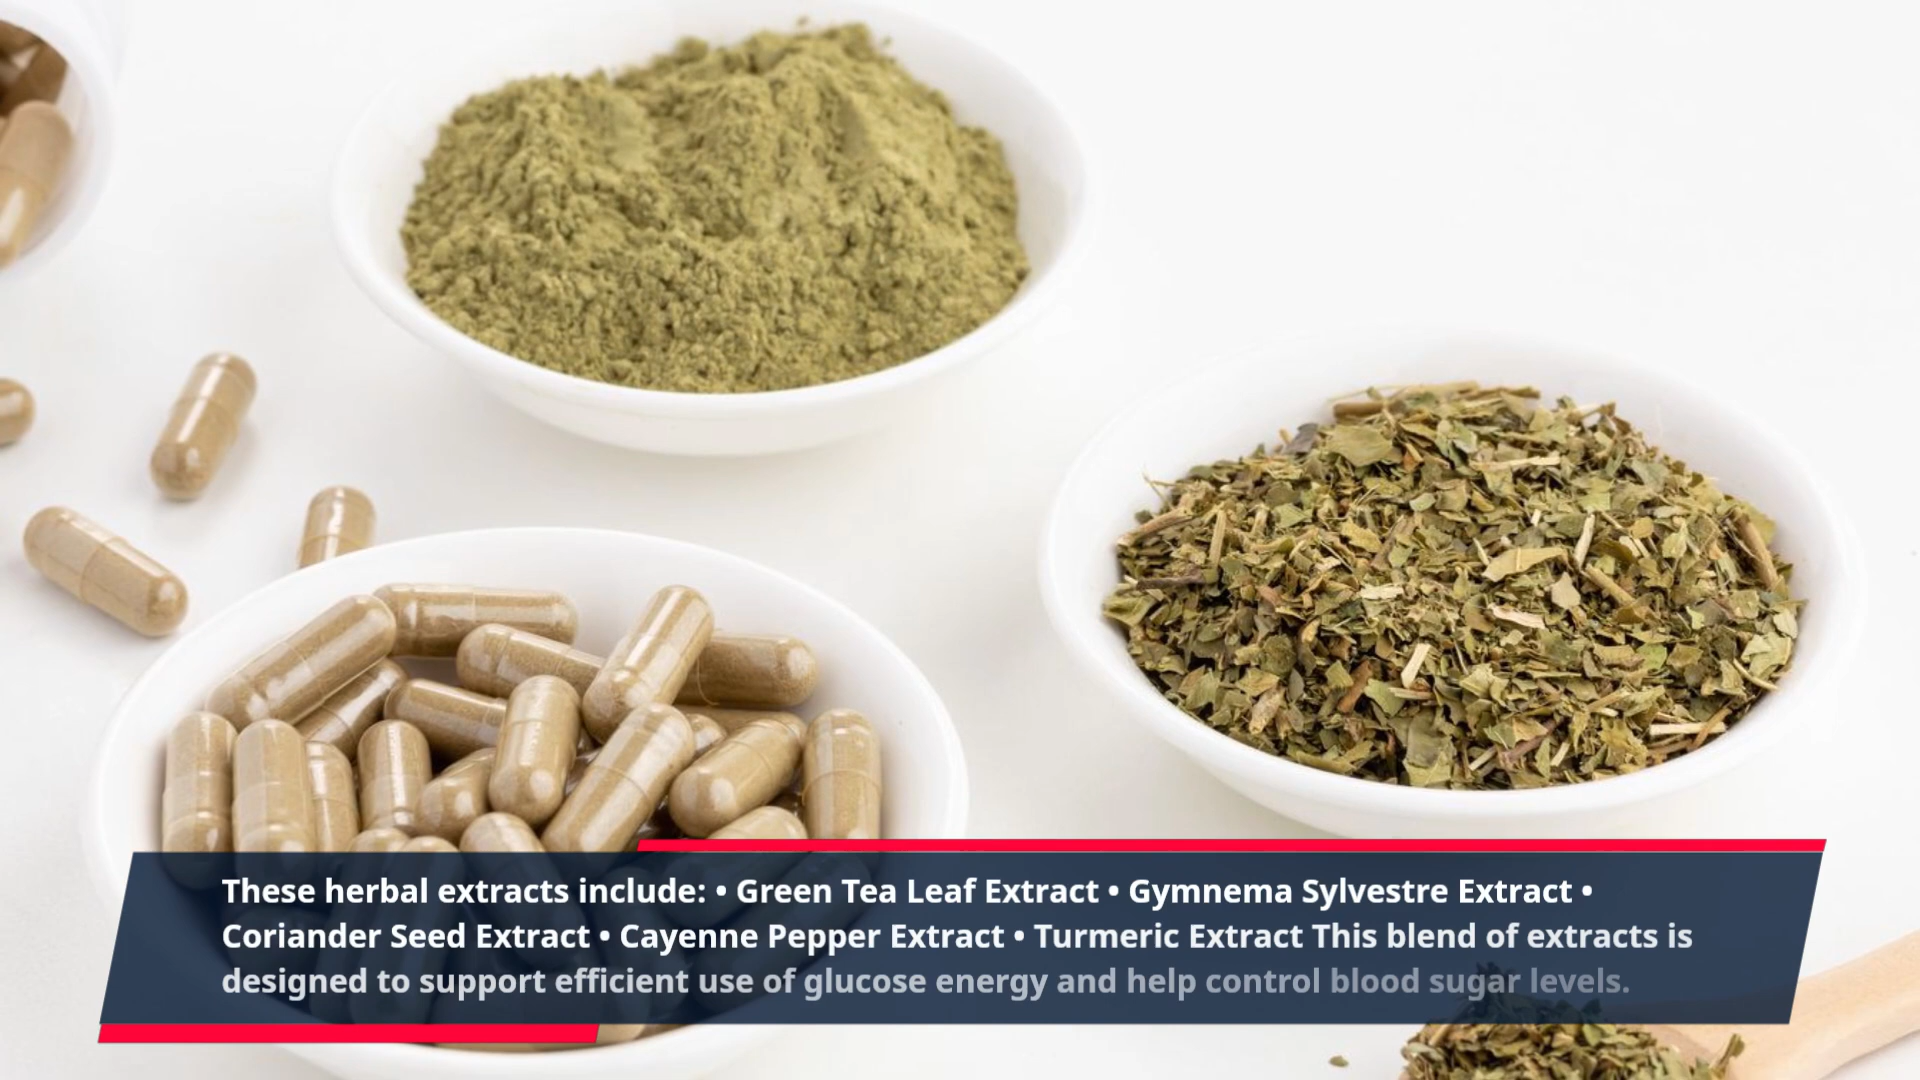 These herbal extracts include: • Green Tea Leaf Extract • Gymnema Sylvestre Extract •
Coriander Seed Extract • Cayenne Pepper Extract • Turmeric Extract This blend of extracts is
designed to support efficient use of glucose energy and help control blood sugar levels.